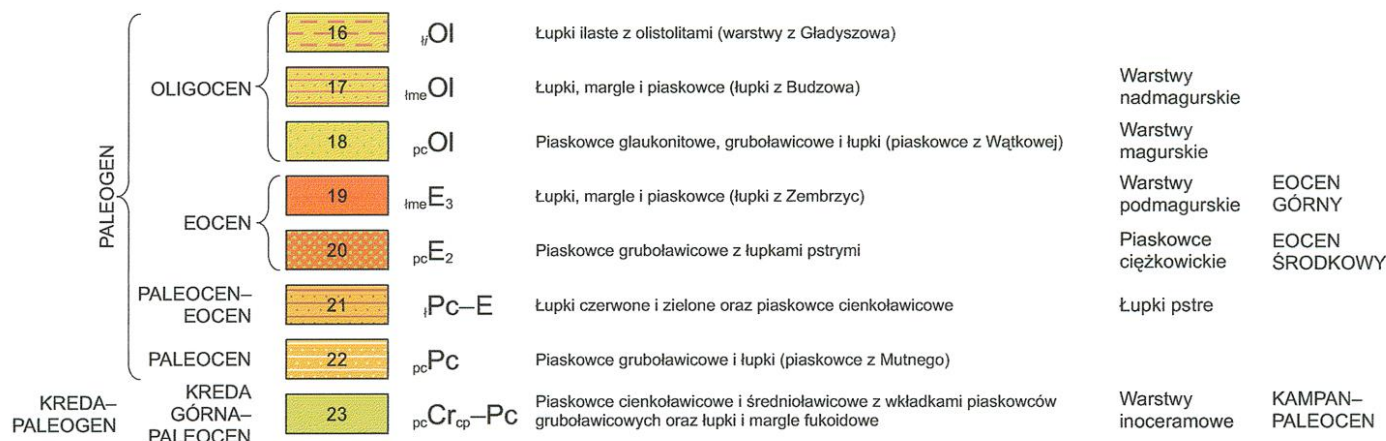 PALEOGEN
OLIGOCEN
16 łiOl Łupki ilaste z olistolitami (warstwy z Gładyszowa)
17 łmeOl Łupki, margle i piaskowce (łupki z Budzowa) Warstwy
nadmagurskie
18 pcOl Piaskowce glaukonitowe, gruboławicowe i łupki (piaskowce z Wątkowej) Warstwy
magurskie
EOCEN
19 łmeE3 Łupki, margle i piaskowce (łupki z Zembrzyc) Warstwy EOCEN
podmagurskie GÓRNY
20 pcE2 Piaskowce gruboławicowe z łupkami pstrymi Piaskowce EOCEN
ciężkowickie ŚRODKOWY
PALEOCEN–
EOCEN
21 łPc–E Łupki czerwone i zielone oraz piaskowce cienkoławicowe Łupki pstre
PALEOCEN 22 pcPc Piaskowce gruboławicowe i łupki (piaskowce z Mutnego)
KREDA–
PALEOGEN
KREDA
GÓRNA–
PALEOCEN
23 pcCrcp–Pc Piaskowce cienkoławicowe i średnioławicowe z wkładkami piaskowców Warstwy KAMPAN–
gruboławicowych oraz łupki i margle fukoidowe inoceramowe PALEOCEN